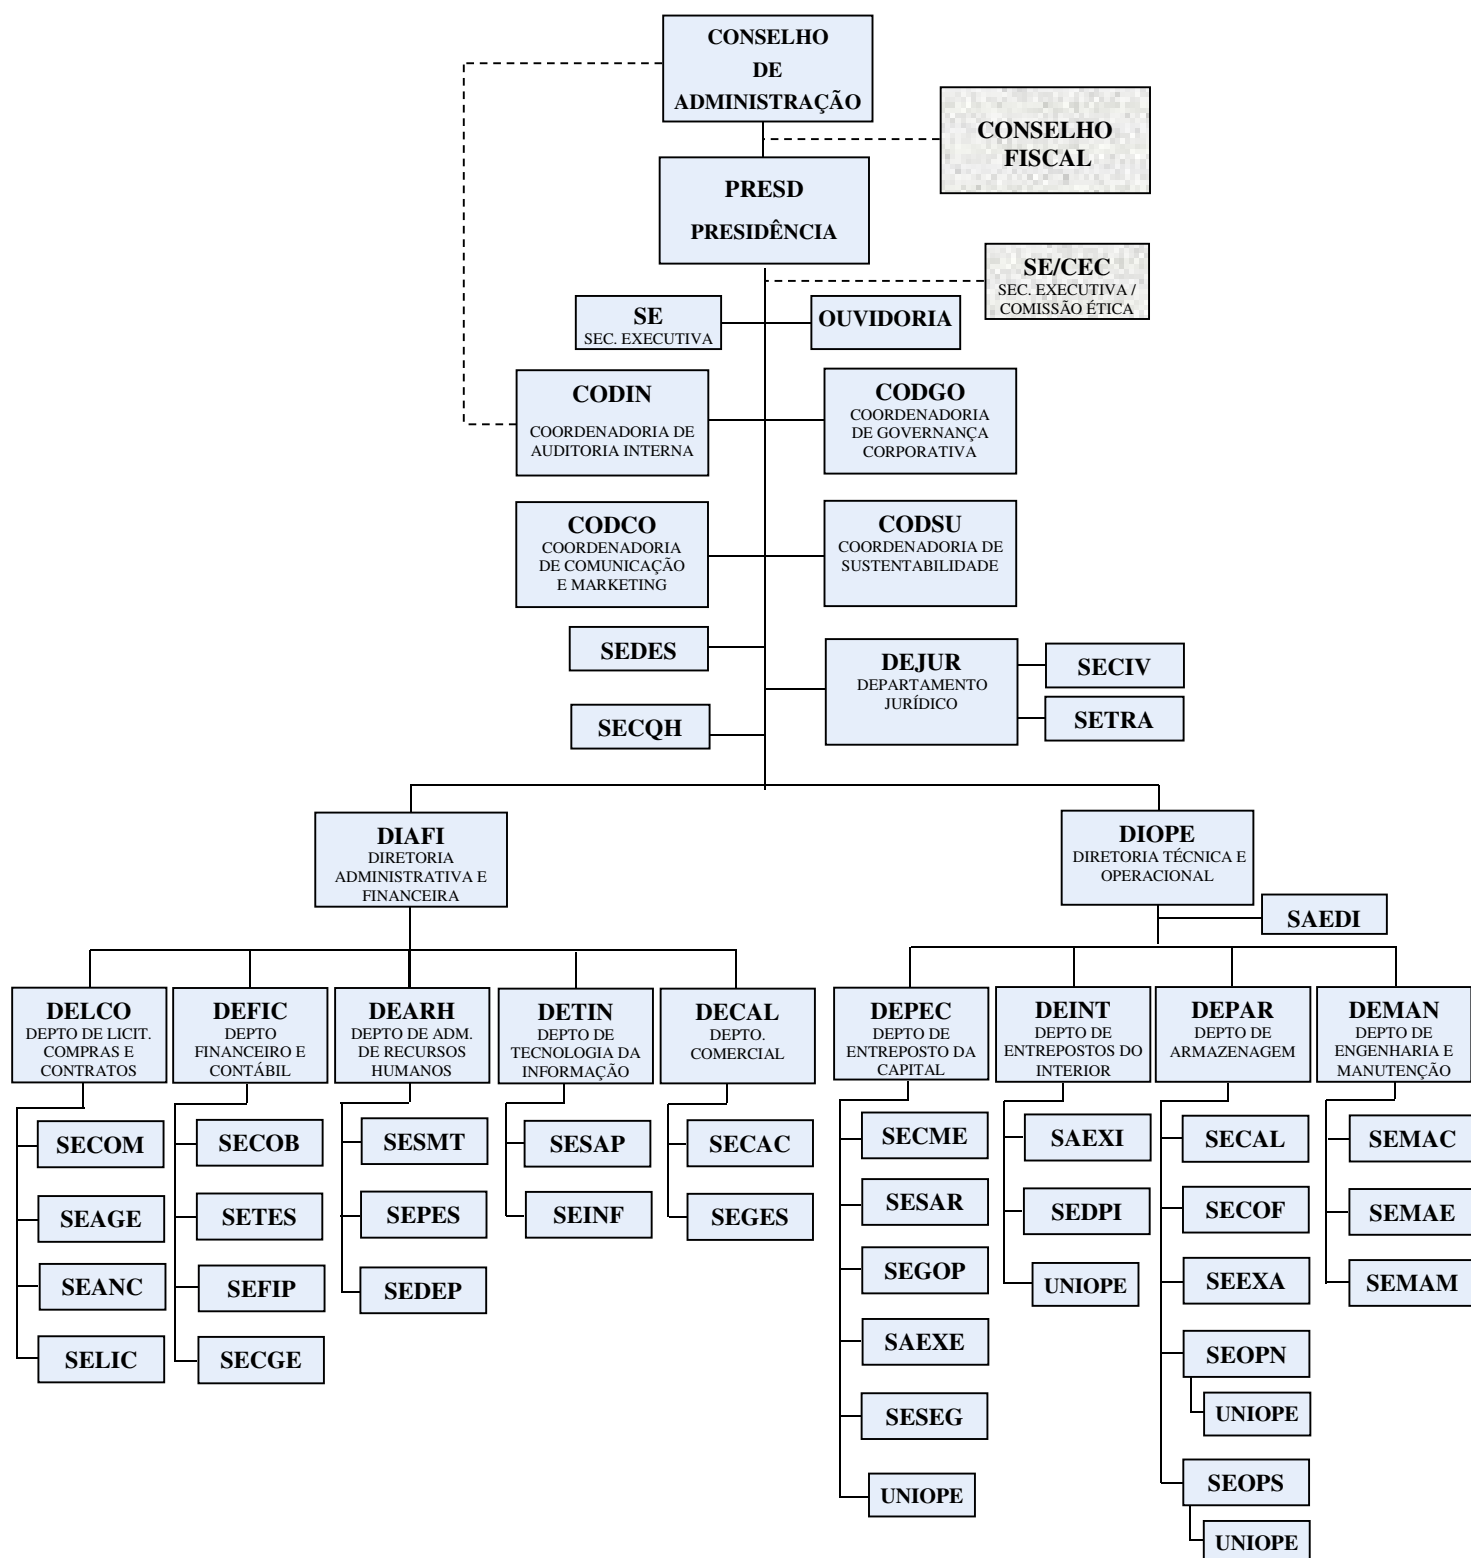 CONSELHO
DE
ADMINISTRAÇÃO
CONSELHO
FISCAL
PRESD
PRESIDÊNCIA
SE/CEC
SEC. EXECUTIVA /
COMISSÃO ÉTICA
SE
SEC. EXECUTIVA
OUVIDORIA
CODIN
COORDENADORIA DE
AUDITORIA INTERNA
CODGO
COORDENADORIA
DE GOVERNANÇA
CORPORATIVA
CODCO
COORDENADORIA
DE COMUNICAÇÃO
E MARKETING
CODSU
COORDENADORIA DE
SUSTENTABILIDADE
SEDES
DEJUR
DEPARTAMENTO
JURÍDICO
SECIV
SETRA
SECQH
DIAFI
DIRETORIA
ADMINISTRATIVA E
FINANCEIRA
DIOPE
DIRETORIA TÉCNICA E
OPERACIONAL
SAEDI
DELCO
DEPTO DE LICIT.
COMPRAS E
CONTRATOS
DEFIC
DEPTO
FINANCEIRO E
CONTÁBIL
DEARH
DEPTO DE ADM.
DE RECURSOS
HUMANOS
DETIN
DEPTO DE
TECNOLOGIA DA
INFORMAÇÃO
DECAL
DEPTO.
COMERCIAL
DEPEC
DEPTO DE
ENTREPOSTO DA
CAPITAL
DEINT
DEPTO DE
ENTREPOSTOS DO
INTERIOR
DEPAR
DEPTO DE
ARMAZENAGEM
DEMAN
DEPTO DE
ENGENHARIA E
MANUTENÇÃO
SECOM
SEAGE
SEANC
SELIC
SECOB
SETES
SEFIP
SECGE
SESMT
SEPES
SEDEP
SESAP
SEINF
SECAC
SEGES
SECME
SESAR
SEGOP
SAEXE
SESEG
UNIOPE
SAEXI
SEDPI
UNIOPE
SECAL
SECOF
SEEXA
SEOPN
UNIOPE
SEOPS
UNIOPE
SEMAC
SEMAE
SEMAM